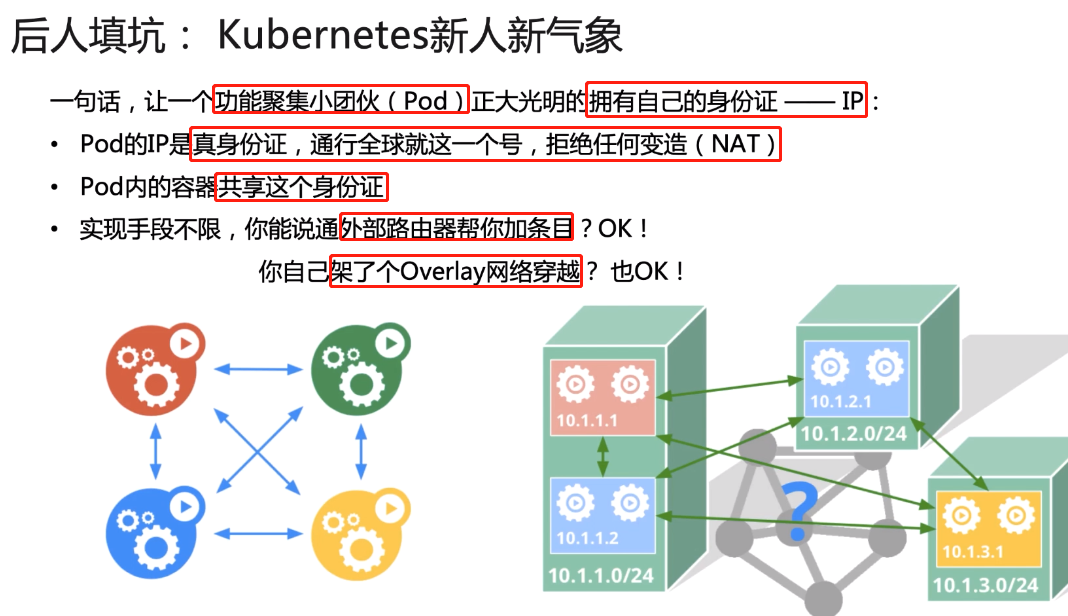 后人填坑： Kubernetes新人新气象
一句话，让一个功能聚集小团伙（Pod）正大光明的拥有自己的身份证 —— IP：
• Pod的IP是真身份证，通行全球就这一个号，拒绝任何变造（NAT）
• Pod内的容器共享这个身份证
• 实现手段不限，你能说通外部路由器帮你加条目？OK！
你自己架了个Overlay网络穿越？ 也OK！
10.1.1.1
10.1.1.2
10.1.1.0/24
10.1.2.1
10.1.2.0/24
?
10.1.3.1
10.1.3.0/24